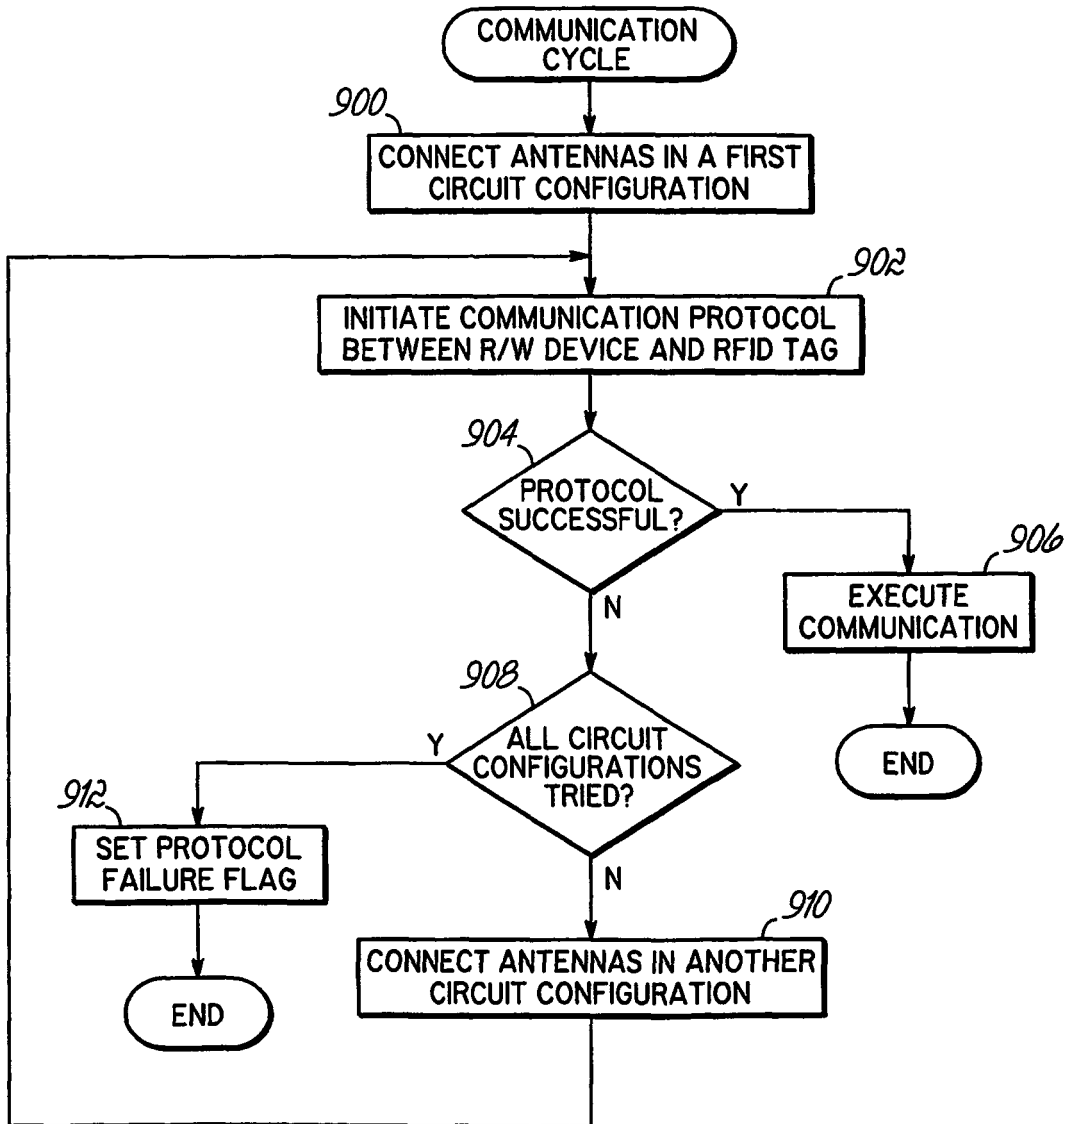 COMMUNICATION
CYCLE
900
CONNECT ANTENNAS IN A FIRST
CIRCUIT CONFIGURATION
902
INITIATE COMMUNICATION PROTOCOL
BETWEEN R/W DEVICE AND RFID TAG
904
PROTOCOL
SUCCESSFUL?
Y
N
906
EXECUTE
COMMUNICATION
END
908
ALL CIRCUIT
CONFIGURATIONS
TRIED?
Y
N
912
SET PROTOCOL
FAILURE FLAG
END
910
CONNECT ANTENNAS IN ANOTHER
CIRCUIT CONFIGURATION